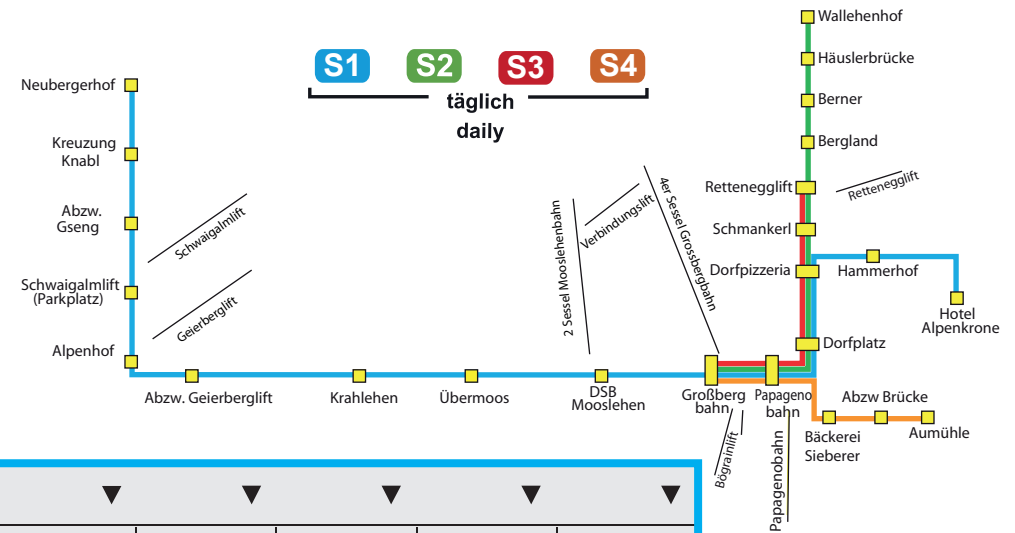 Wallehenhof
S1 S2 S3 S4
Häuslerbrücke
Neubergerhof
täglich
daily
Berner
Kreuzung
Knabl
Bergland
Rettenegglift
Rettenegglift
4er Sessel Grossbergbahn
Verbindungslift
2 Sessel Mooslehenbahn
Abzw.
Gseng
Schwaigalmlift
Schmankerl
Dorfpizzeria
Hammerhof
Schwaigalmlift
(Parkplatz)
Geierberglift
Hotel
Alpenkrone
Alpenhof
Dorfplatz
Abzw. Geierberglift
Krahlehen
Übermoos
DSB
Mooslehen
Großberg
bahn
Papageno
bahn
Abzw Brücke
Bäckerei
Sieberer
Aumühle
Bögrainlift
Papagenobahn